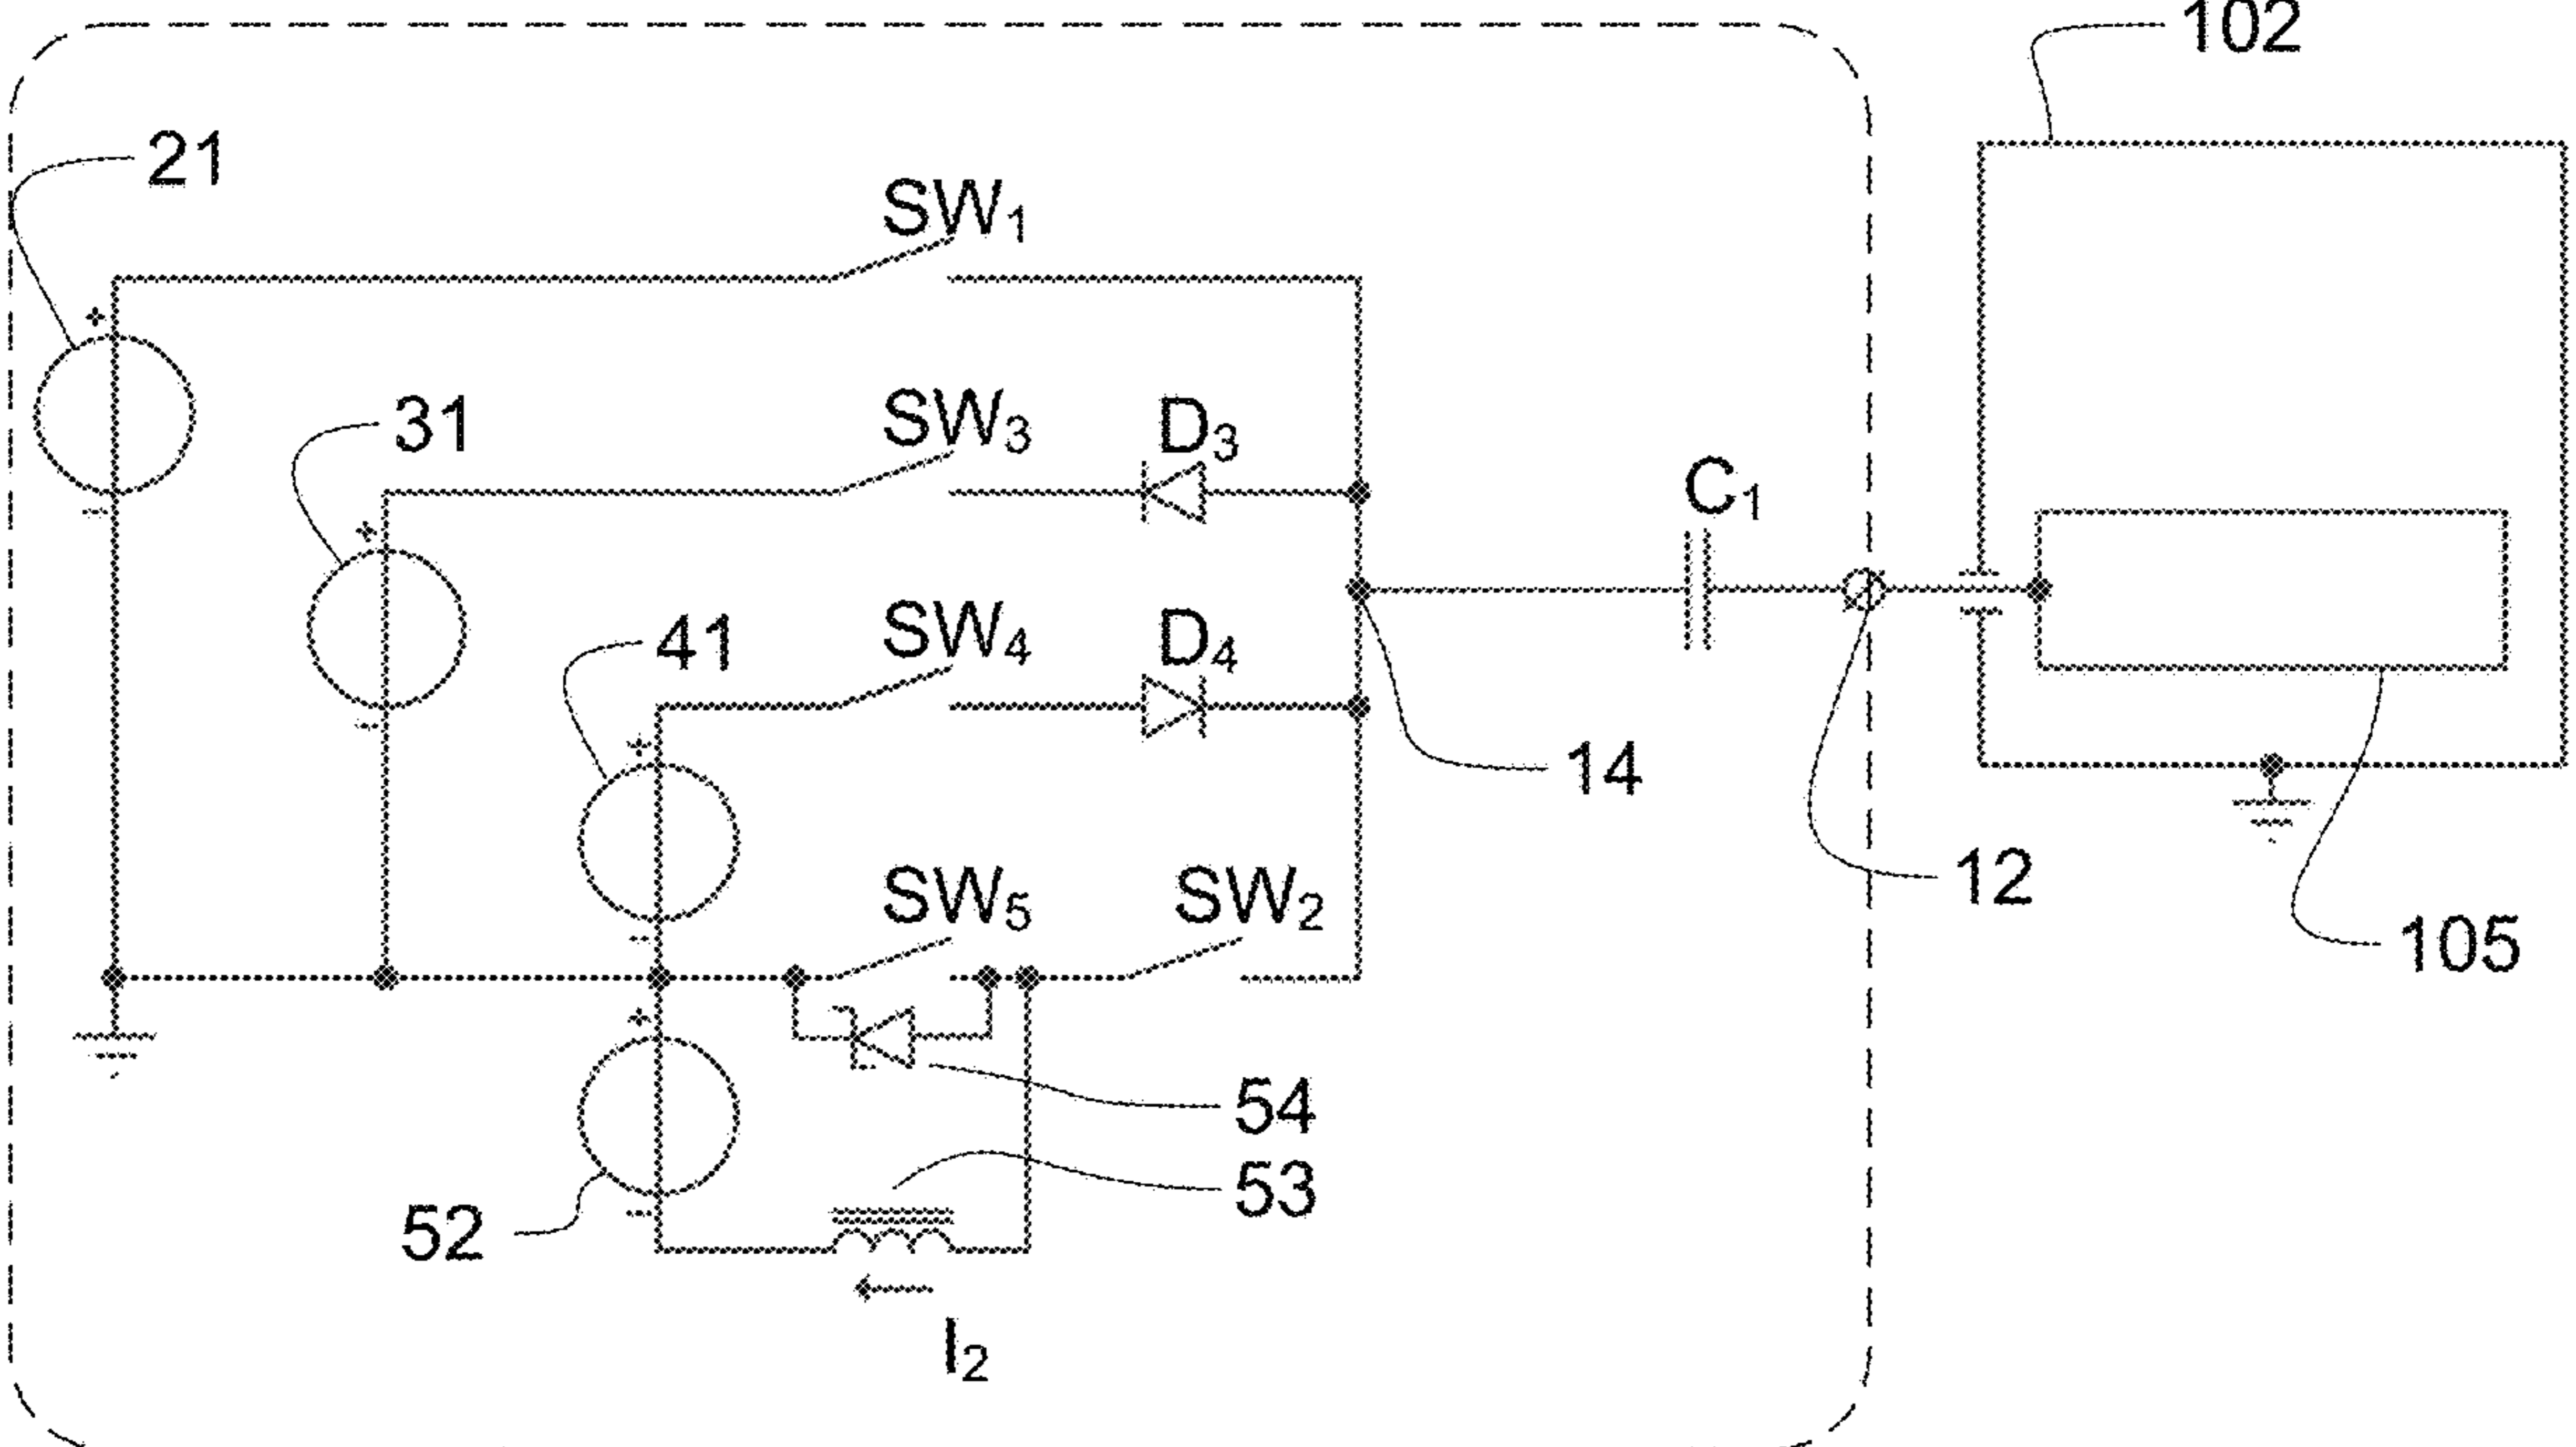 102
21
SW₁
31
SW₃ D₃
C₁
41
SW₄ D₄
14
SW₅ SW₂
12
105
54
53
52
I₂